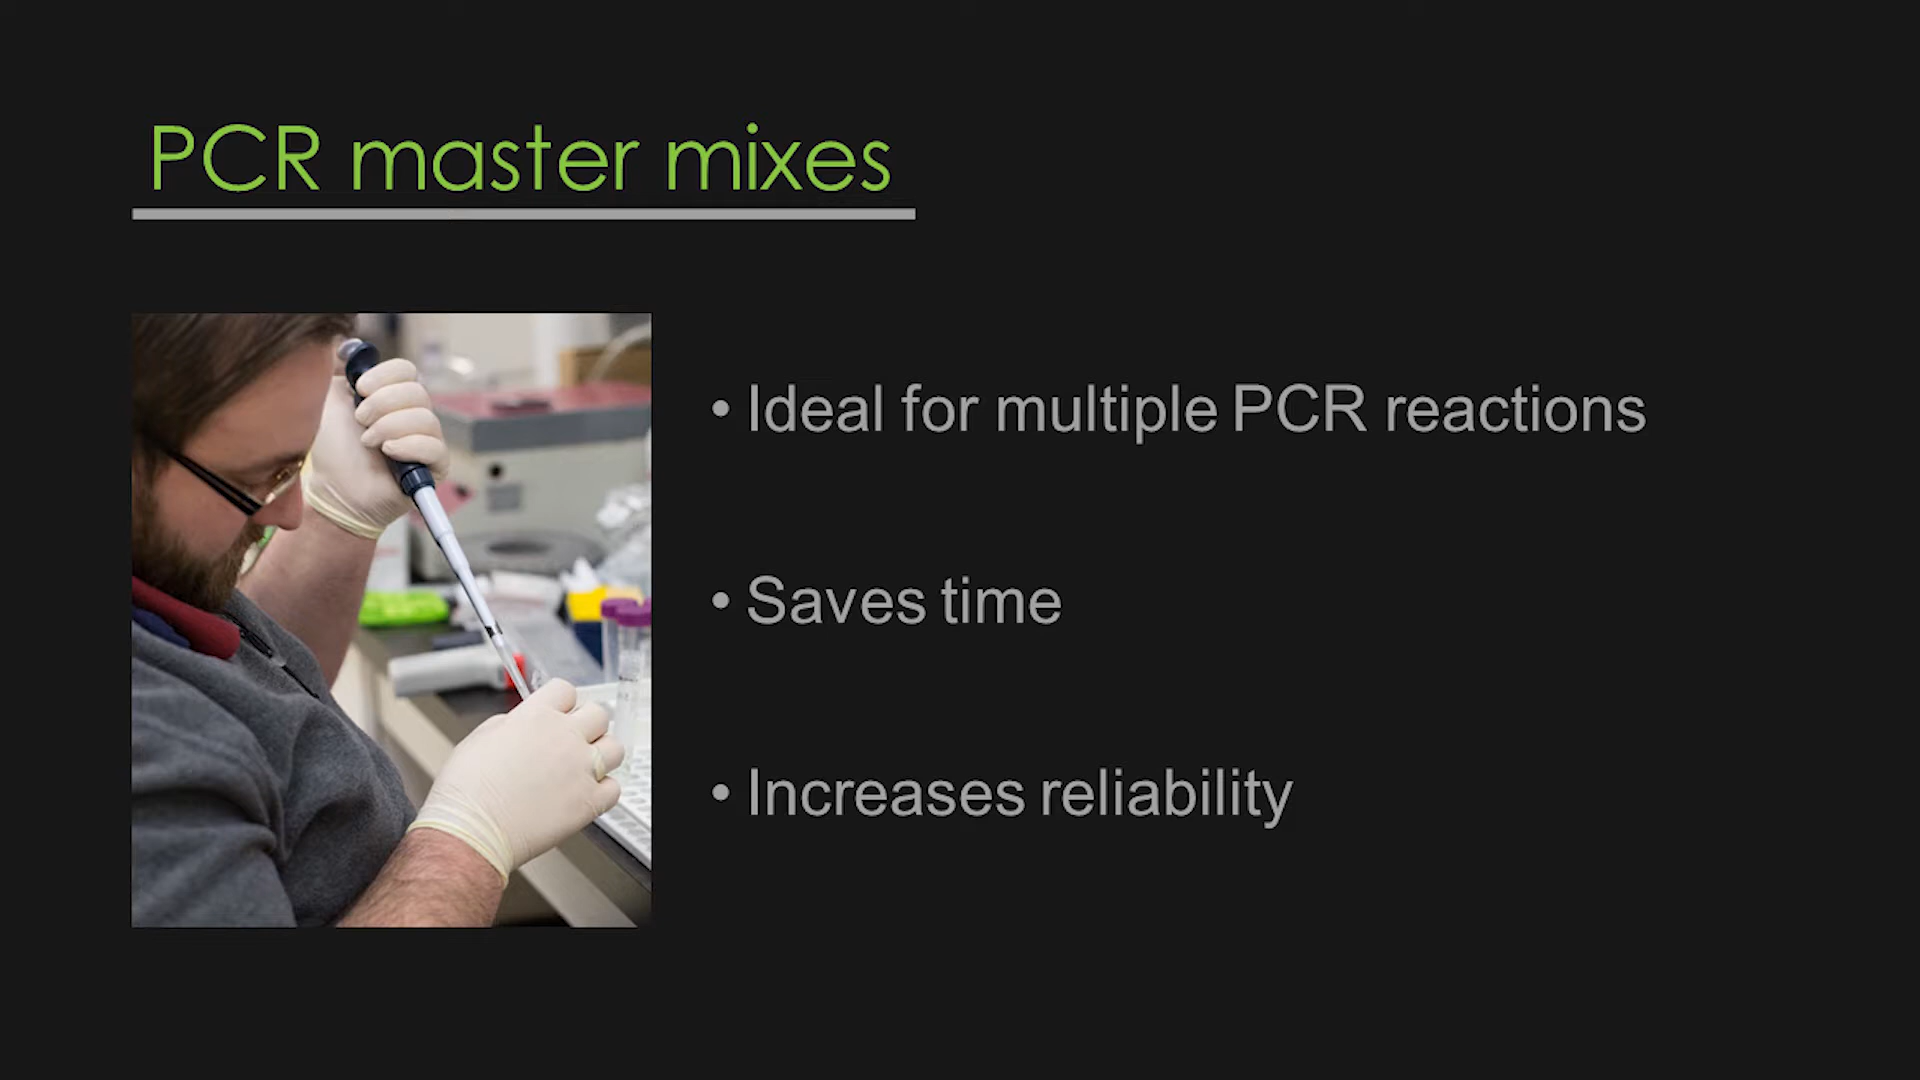 PCR master mixes
• Ideal for multiple PCR reactions
• Saves time
• Increases reliability